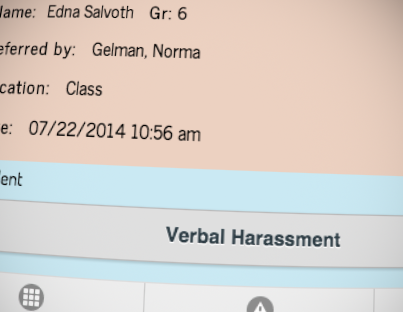 lame: Edna Salvoth Gr: 6
eferred by: Gelman, Norma
cation: Class
e: 07/22/2014 10:56 am
lent
Verbal Harassment